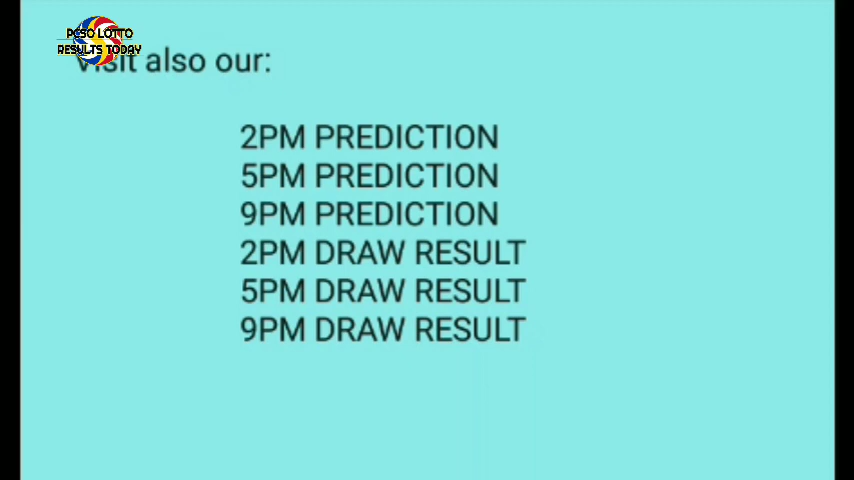 PCSO LOTTO
RESULTS TODAY
Visit also our:
2PM PREDICTION
5PM PREDICTION
9PM PREDICTION
2PM DRAW RESULT
5PM DRAW RESULT
9PM DRAW RESULT